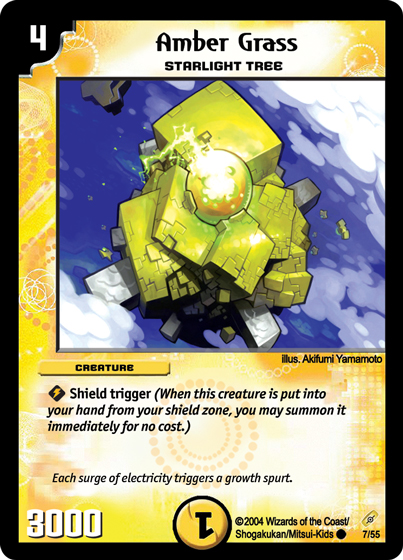 4
Amber Grass
STARLIGHT TREE
illus. Akifumi Yamamoto
CREATURE
Shield trigger (When this creature is put into
your hand from your shield zone, you may summon it
immediately for no cost.)
Each surge of electricity triggers a growth spurt.
3000
©2004 Wizards of the Coast/
Shogakukan/Mitsui-Kids
7/55